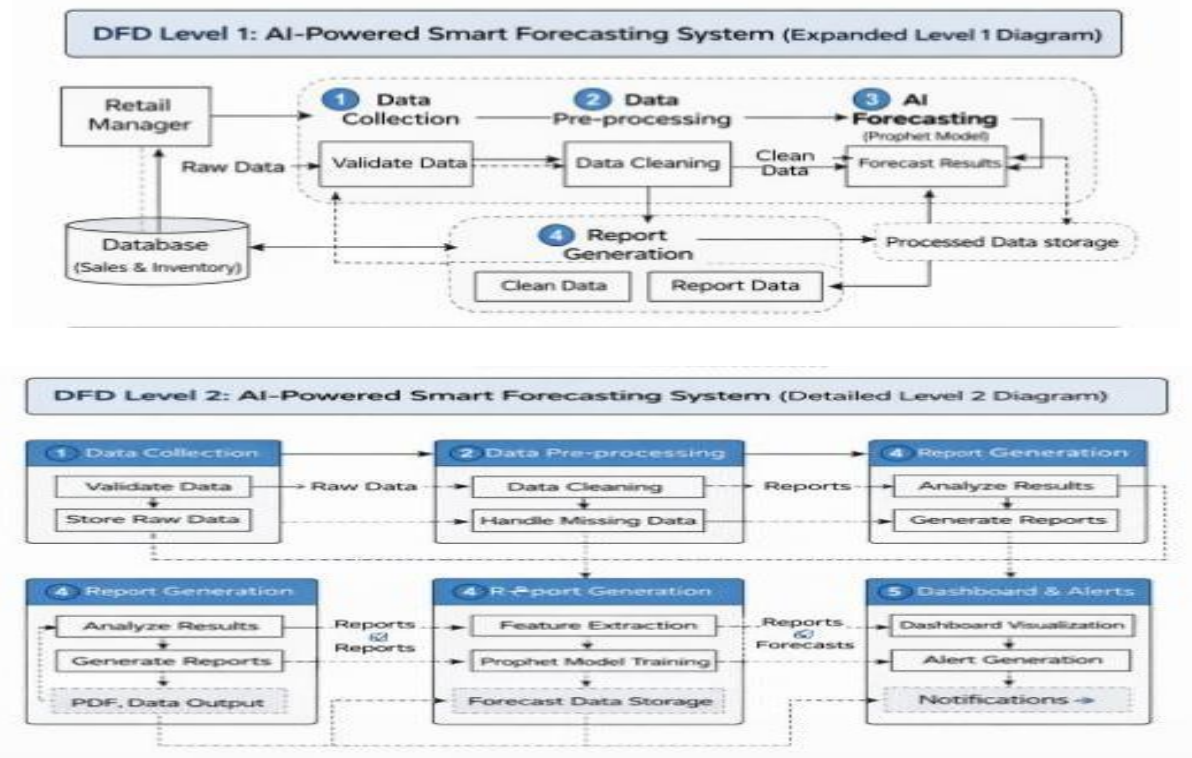 DFD Level 1: AI-Powered Smart Forecasting System (Expanded Level 1 Diagram)
Retail
Manager
1 Data
Collection
2 Data
Pre-processing
3 AI
Forecasting
(Prophet Model)
Raw Data
Validate Data
Data Cleaning
Clean
Data
Forecast Results
Database
(Sales & Inventory)
4 Report
Generation
Processed Data storage
Clean Data
Report Data
DFD Level 2: AI-Powered Smart Forecasting System (Detailed Level 2 Diagram)
1 Data Collection
2 Data Pre-processing
4 Report Generation
Validate Data
Raw Data
Data Cleaning
Reports
Analyze Results
Store Raw Data
Handle Missing Data
Generate Reports
4 Report Generation
4 R-Port Generation
5 Dashboard & Alerts
Analyze Results
Reports
Reports
Feature Extraction
Reports
Forecasts
Dashboard Visualization
Generate Reports
Prophet Model Training
Alert Generation
PDF, Data Output
Forecast Data Storage
Notifications